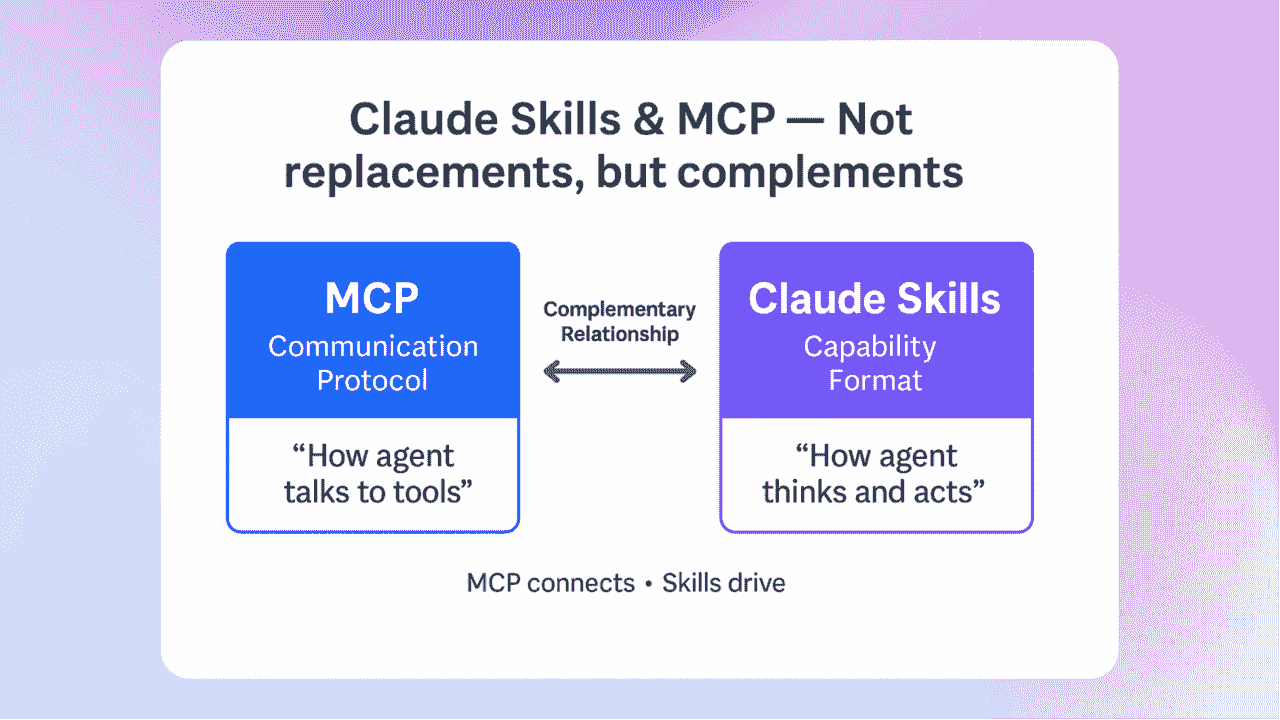 Claude Skills & MCP — Not
replacements, but complements
MCP
Communication
Protocol
“How agent
talks to tools”
Complementary
Relationship
Claude Skills
Capability
Format
“How agent
thinks and acts”
MCP connects • Skills drive